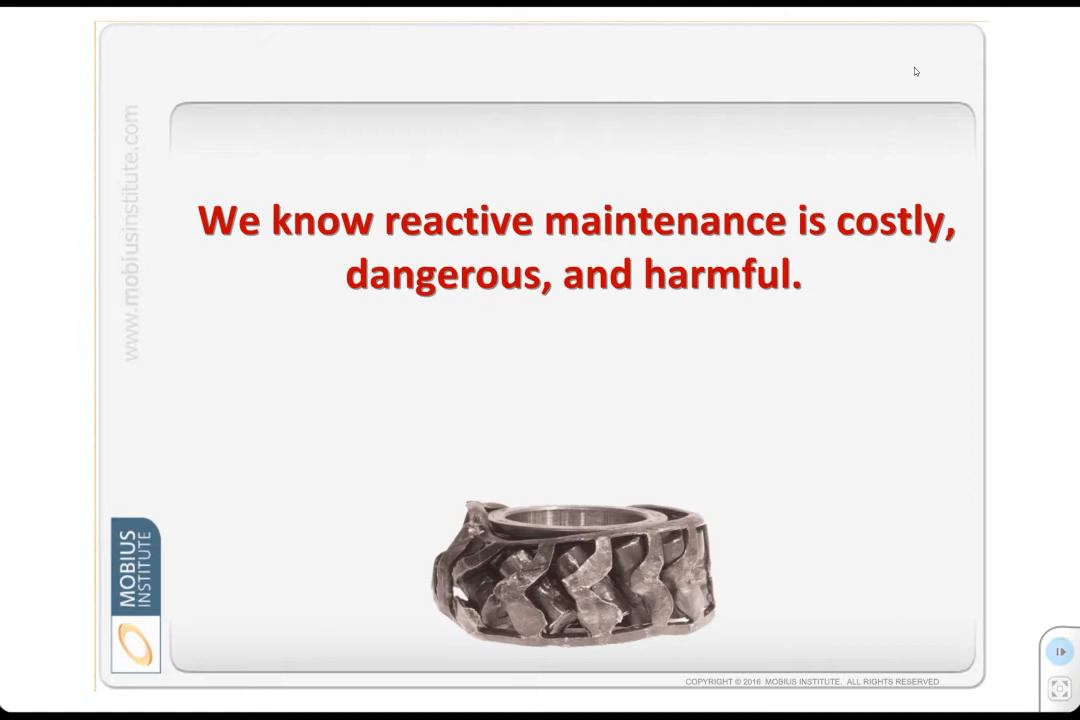 www.mobiusinstitute.com
We know reactive maintenance is costly,
dangerous, and harmful.
MOBIUS
INSTITUTE
COPYRIGHT © 2016 MOBIUS INSTITUTE. ALL RIGHTS RESERVED